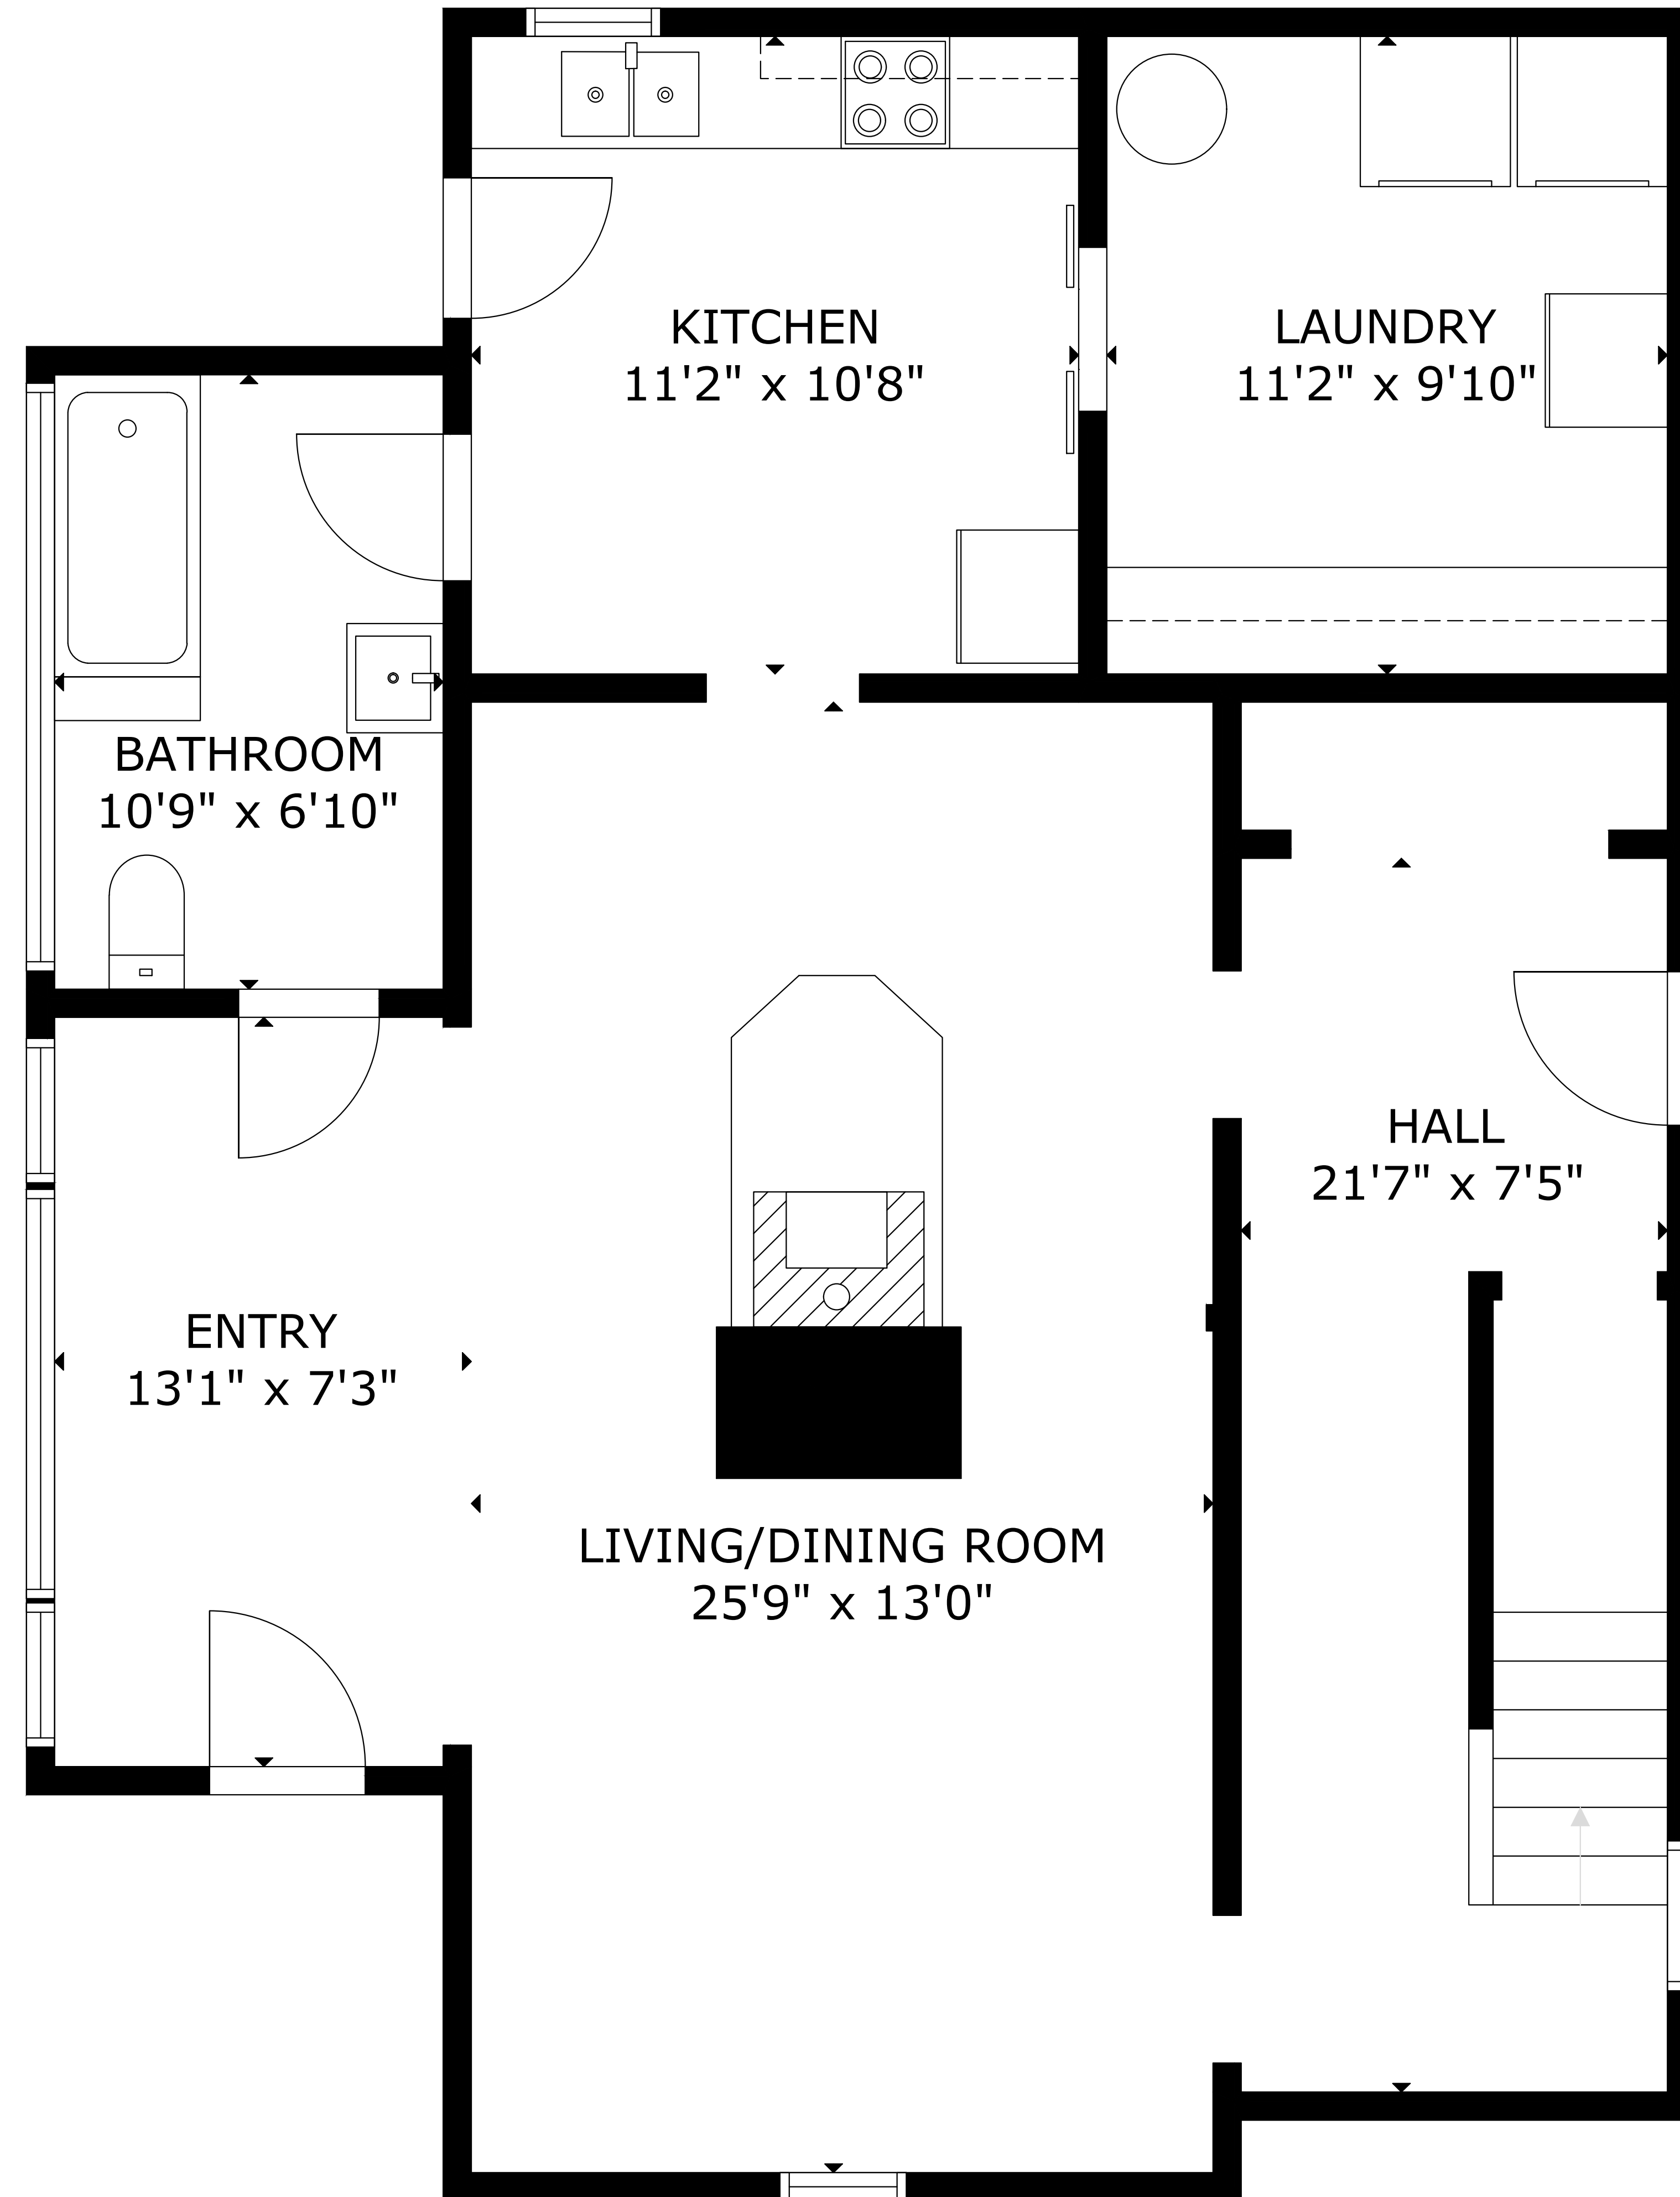 KITCHEN
11'2" x 10'8"
LAUNDRY
11'2" x 9'10"
BATHROOM
10'9" x 6'10"
HALL
21'7" x 7'5"
ENTRY
13'1" x 7'3"
LIVING/DINING ROOM
25'9" x 13'0"